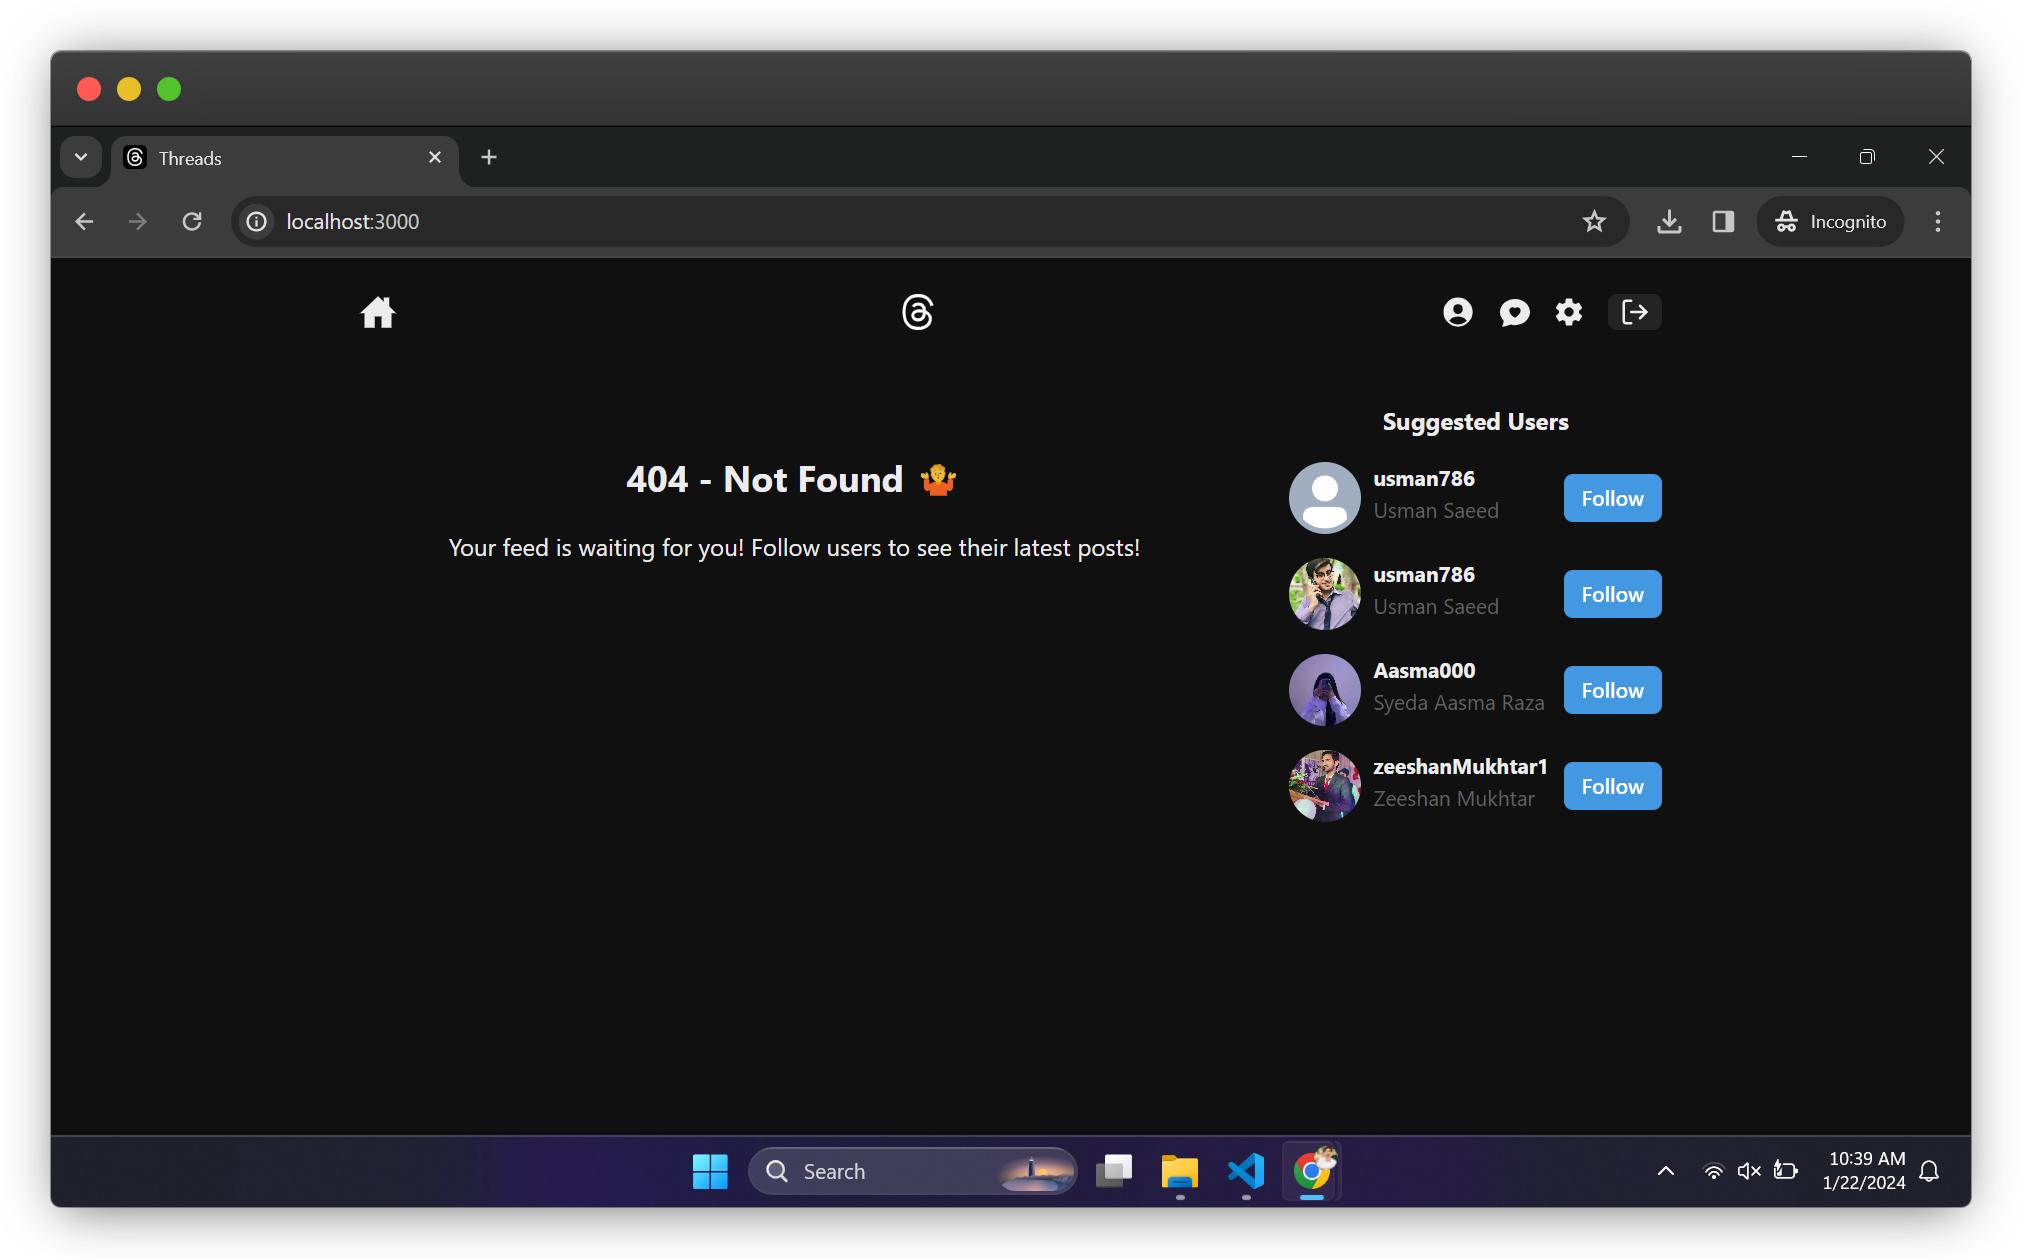 Threads
localhost:3000
Incognito
Suggested Users
404 - Not Found 🤷
Your feed is waiting for you! Follow users to see their latest posts!
usman786
Usman Saeed
Follow
usman786
Usman Saeed
Follow
Aasma000
Syeda Aasma Raza
Follow
zeeshanMukhtar1
Zeeshan Mukhtar
Follow
Search
10:39 AM
1/22/2024